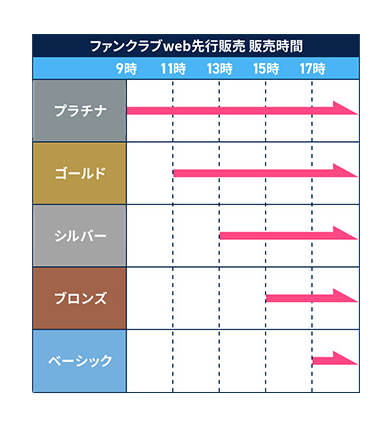 ファンクラブweb先行販売 販売時間
9時 11時 13時 15時 17時
プラチナ
ゴールド
シルバー
ブロンズ
ベーシック